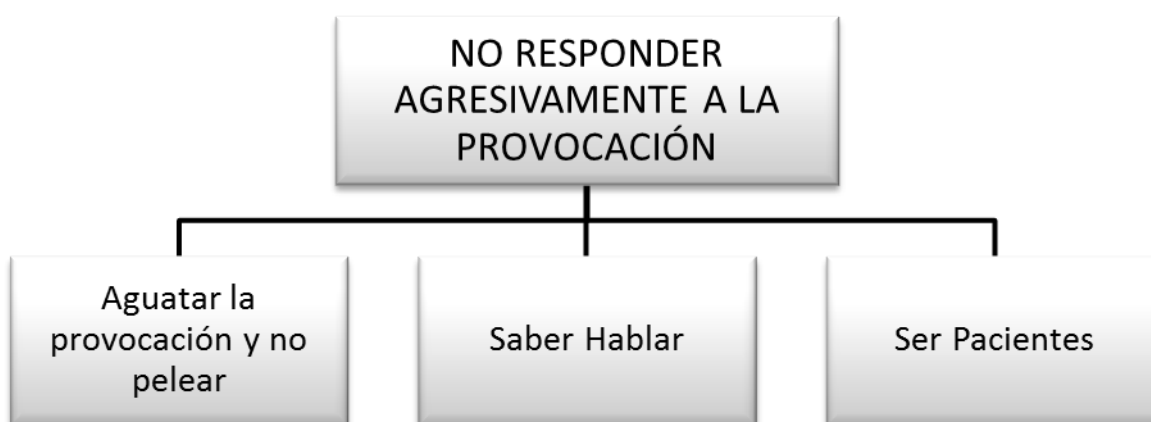 NO RESPONDER
AGRESIVAMENTE A LA
PROVOCACIÓN
Aguatar la
provocación y no
pelear
Saber Hablar
Ser Pacientes